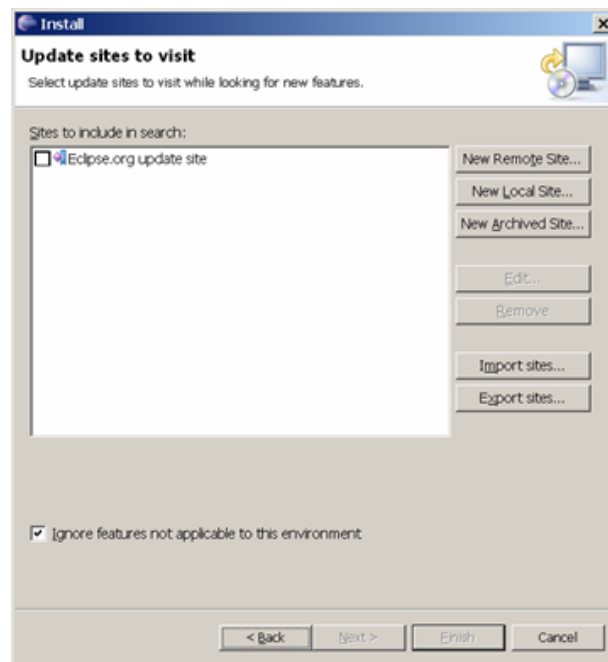 Install
Update sites to visit
Select update sites to visit while looking for new features.
Sites to include in search:
Eclipse.org update site
New Remote Site...
New Local Site...
New Archived Site...
Edit...
Remove
Import sites...
Export sites...
Ignore features not applicable to this environment
< Back
Next >
Finish
Cancel